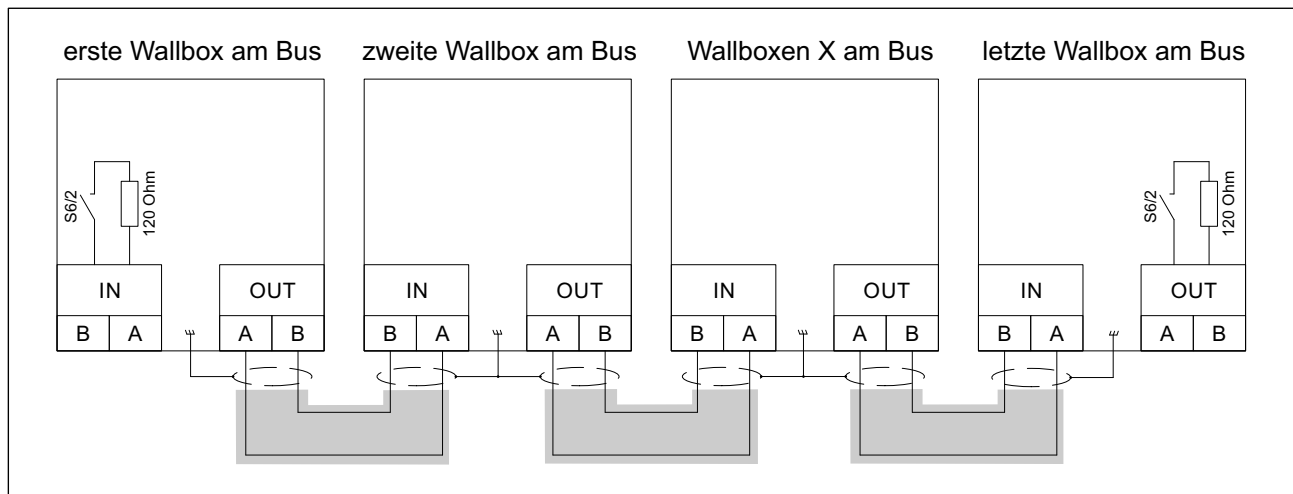 erste Wallbox am Bus
zweite Wallbox am Bus
Wallboxen X am Bus
letzte Wallbox am Bus
S6/2
120 Ohm
S6/2
120 Ohm
IN
OUT
IN
OUT
IN
OUT
IN
OUT
B A
A B
B A
A B
B A
A B
B A
A B